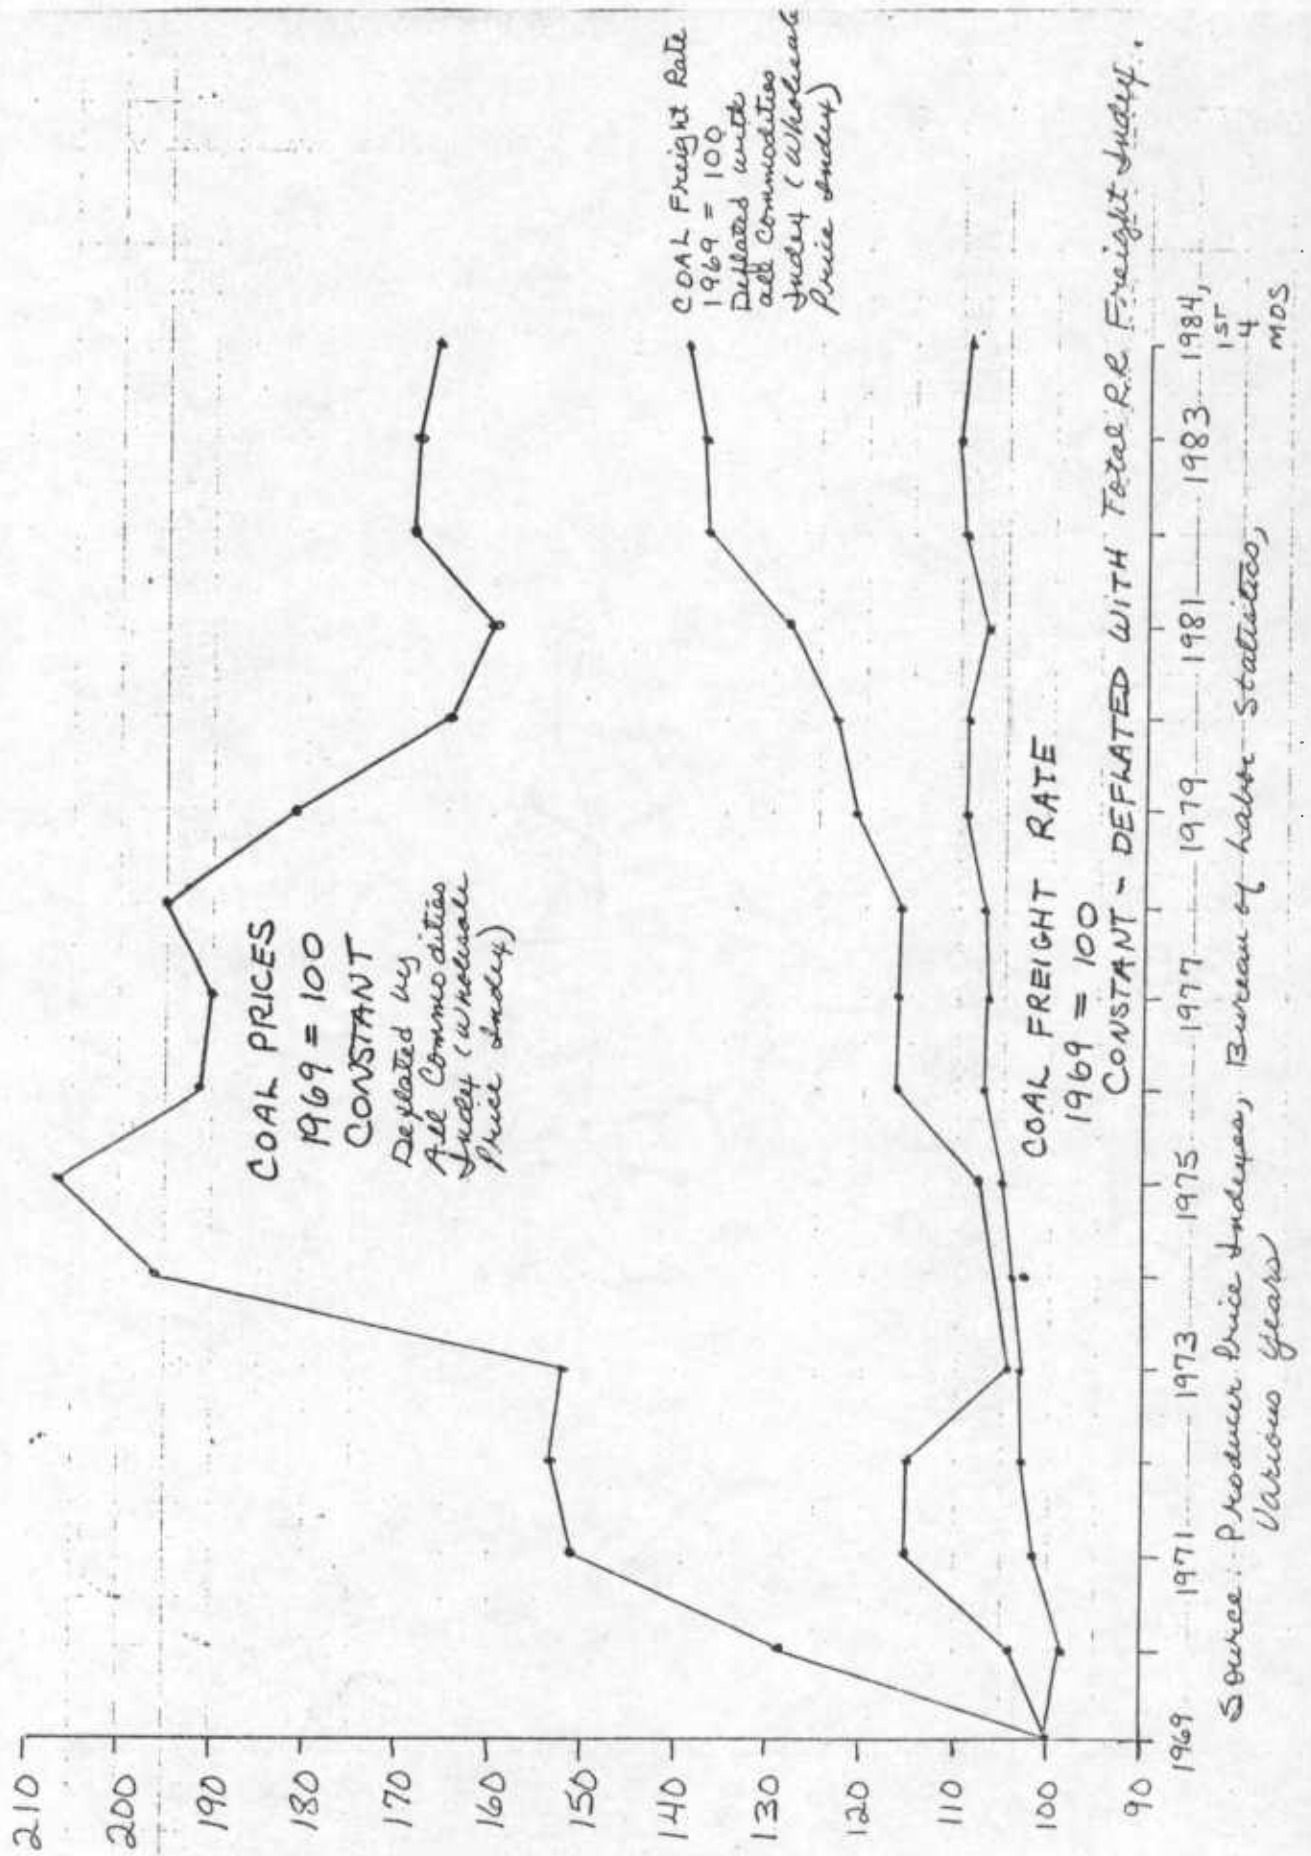 210
200
190
180
170
160
150
140
130
120
110
100
90
COAL PRICES
1969 = 100
CONSTANT
Deflated by
All Commodities
Index (Wholesale
Price Index)
COAL Freight Rate
1969 = 100
Deflated with
all Commodities
Index (Wholesale
Price Index)
COAL FREIGHT RATE
1969 = 100
CONSTANT - DEFLATED WITH Total R.R. Freight Index.
1969 1971 1973 1975 1977 1979 1981 1983 1984,
1ST
4
MOS
Source: Producer Price Indexes, Bureau of Labor Statistics,
Various Years